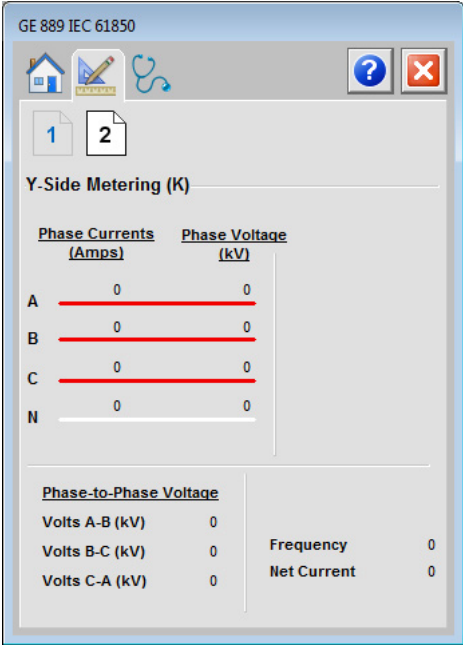 GE 889 IEC 61850
?
1
2
Y-Side Metering (K)
Phase Currents
(Amps)
Phase Voltage
(kV)
A 0 0
B 0 0
C 0 0
N 0 0
Phase-to-Phase Voltage
Volts A-B (kV) 0
Volts B-C (kV) 0
Volts C-A (kV) 0
Frequency 0
Net Current 0